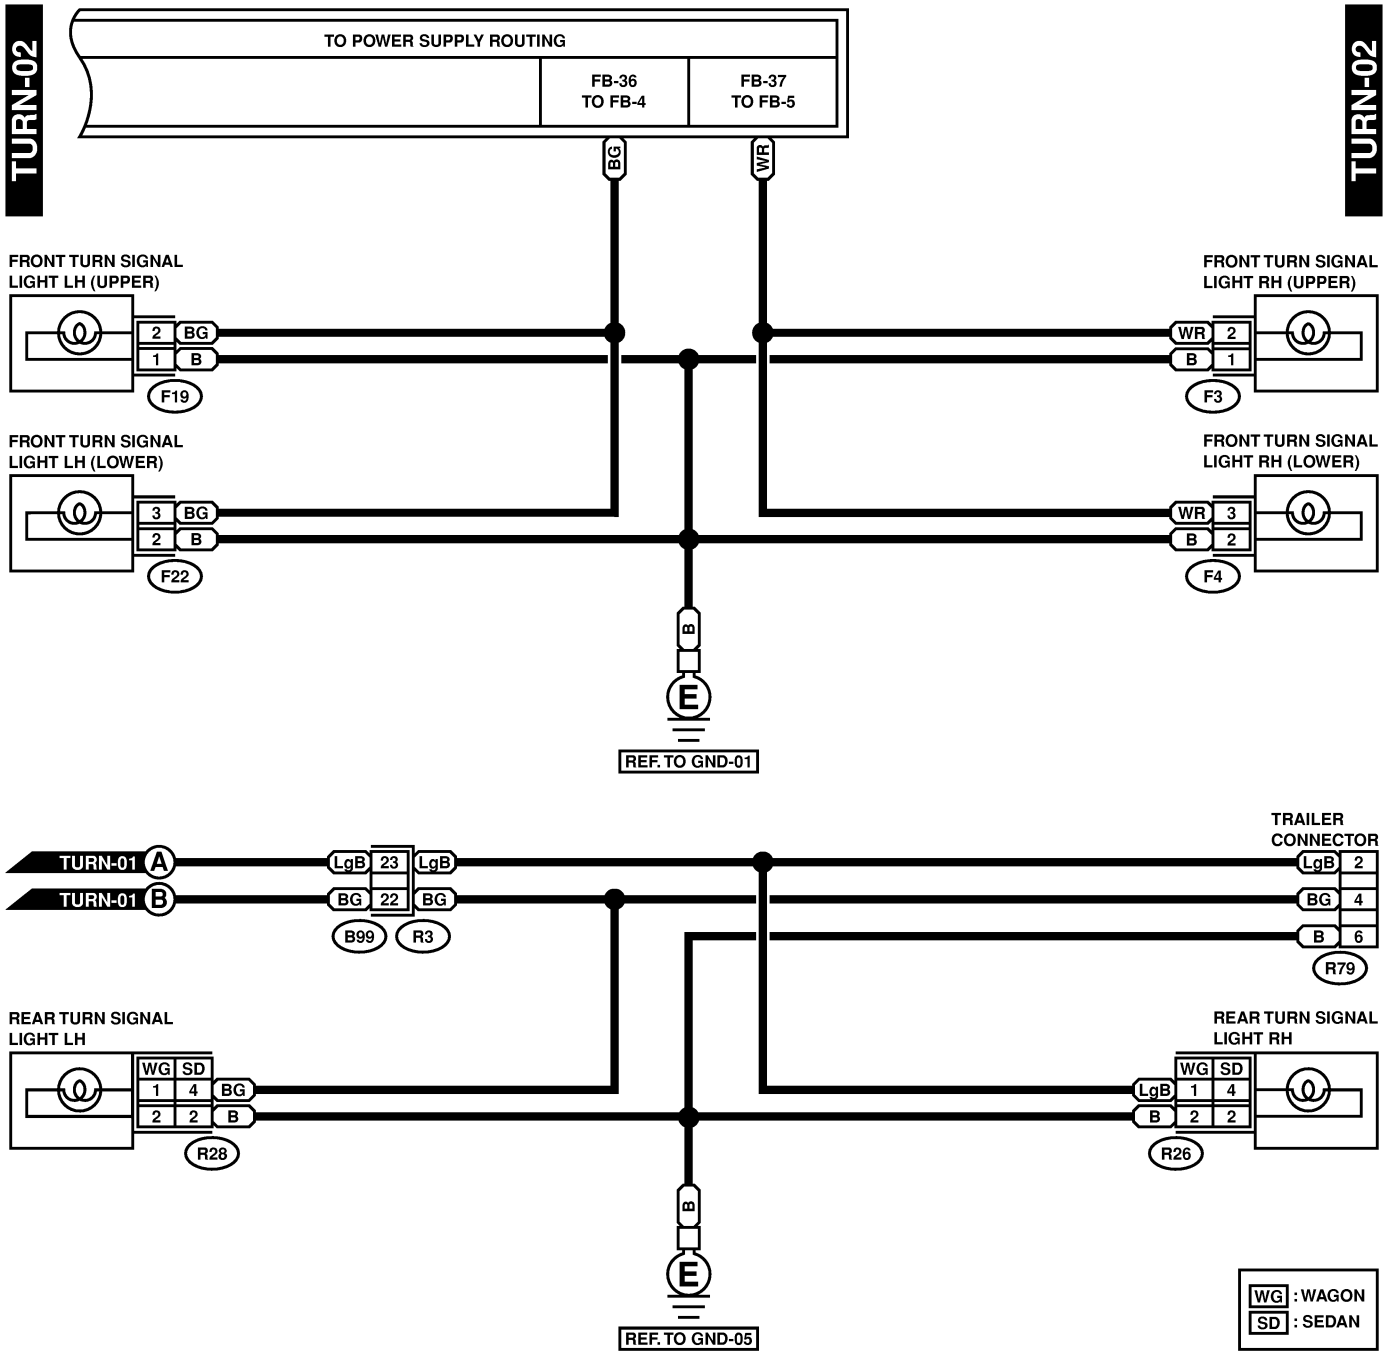 TURN-02
TURN-02
TO POWER SUPPLY ROUTING
FB-36
TO FB-4
FB-37
TO FB-5
BG
WR
FRONT TURN SIGNAL
LIGHT LH (UPPER)
2 BG
1 B
F19
FRONT TURN SIGNAL
LIGHT RH (UPPER)
WR 2
B 1
F3
FRONT TURN SIGNAL
LIGHT LH (LOWER)
3 BG
2 B
F22
FRONT TURN SIGNAL
LIGHT RH (LOWER)
WR 3
B 2
F4
B
E
REF. TO GND-01
TRAILER
CONNECTOR
TURN-01 A
LgB 23 LgB
LgB 2
TURN-01 B
BG 22 BG
BG 4
B99
R3
B 6
R79
REAR TURN SIGNAL
LIGHT LH
WG SD
1 4 BG
2 2 B
R28
REAR TURN SIGNAL
LIGHT RH
WG SD
LgB 1 4
B 2 2
R26
B
E
REF. TO GND-05
WG : WAGON
SD : SEDAN